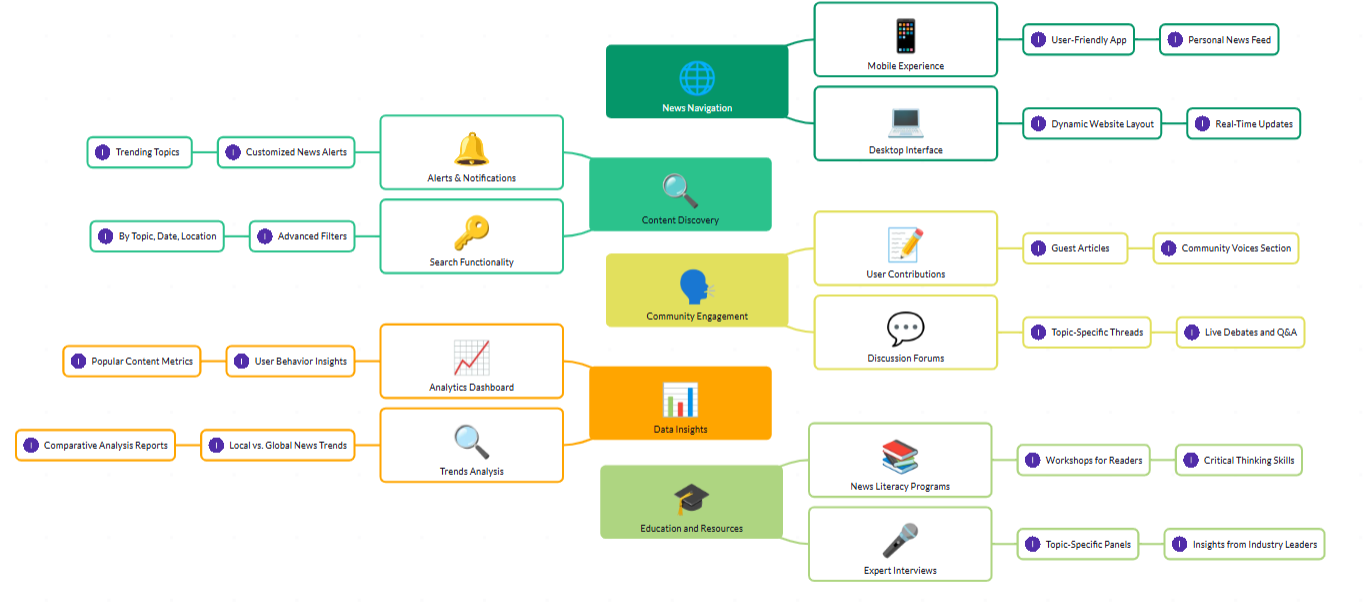 News Navigation
Mobile Experience
User-Friendly App
Personal News Feed
Desktop Interface
Dynamic Website Layout
Real-Time Updates
Content Discovery
Alerts & Notifications
Customized News Alerts
Trending Topics
Search Functionality
Advanced Filters
By Topic, Date, Location
Community Engagement
User Contributions
Guest Articles
Community Voices Section
Discussion Forums
Topic-Specific Threads
Live Debates and Q&A
Data Insights
Analytics Dashboard
User Behavior Insights
Popular Content Metrics
Trends Analysis
Local vs. Global News Trends
Comparative Analysis Reports
Education and Resources
News Literacy Programs
Workshops for Readers
Critical Thinking Skills
Expert Interviews
Topic-Specific Panels
Insights from Industry Leaders